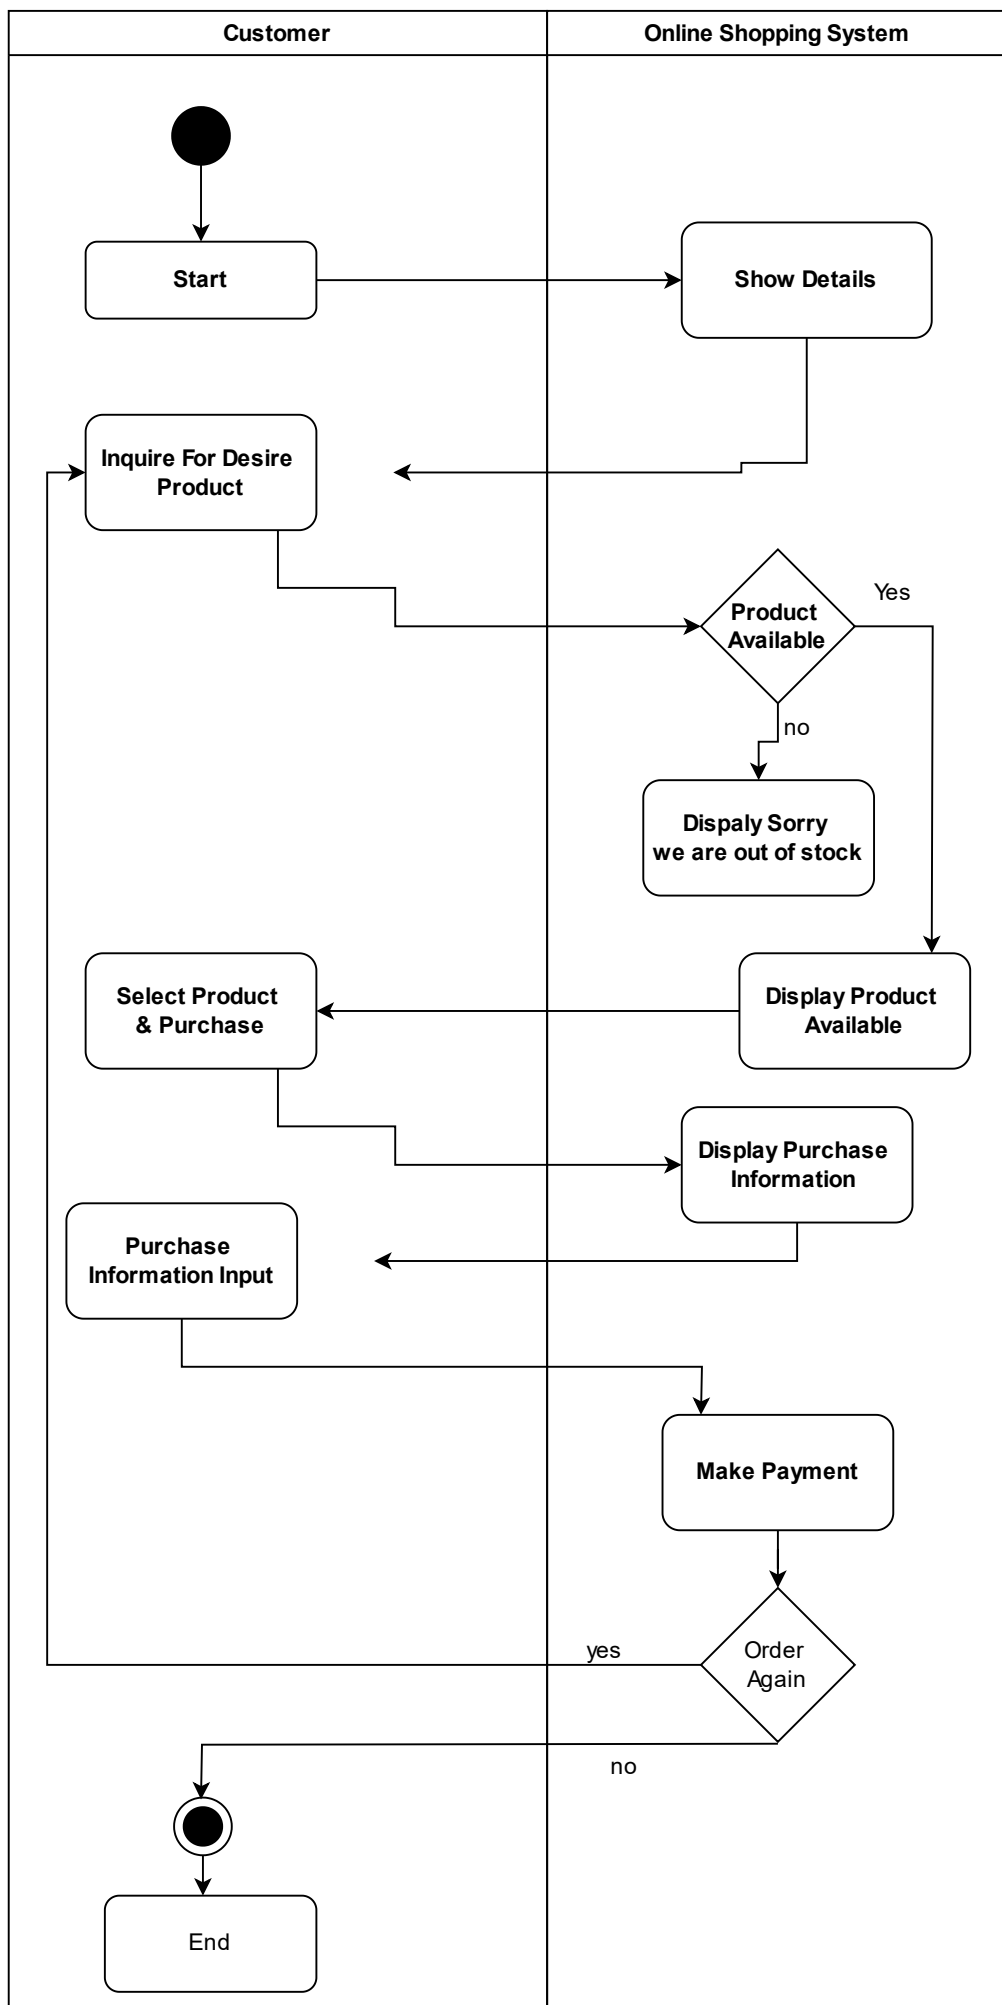 Customer
Online Shopping System
Start
Show Details
Inquire For Desire
Product
Product
Available
Yes
no
Dispaly Sorry
we are out of stock
Select Product
& Purchase
Display Product
Available
Display Purchase
Information
Purchase
Information Input
Make Payment
yes
Order
Again
no
End